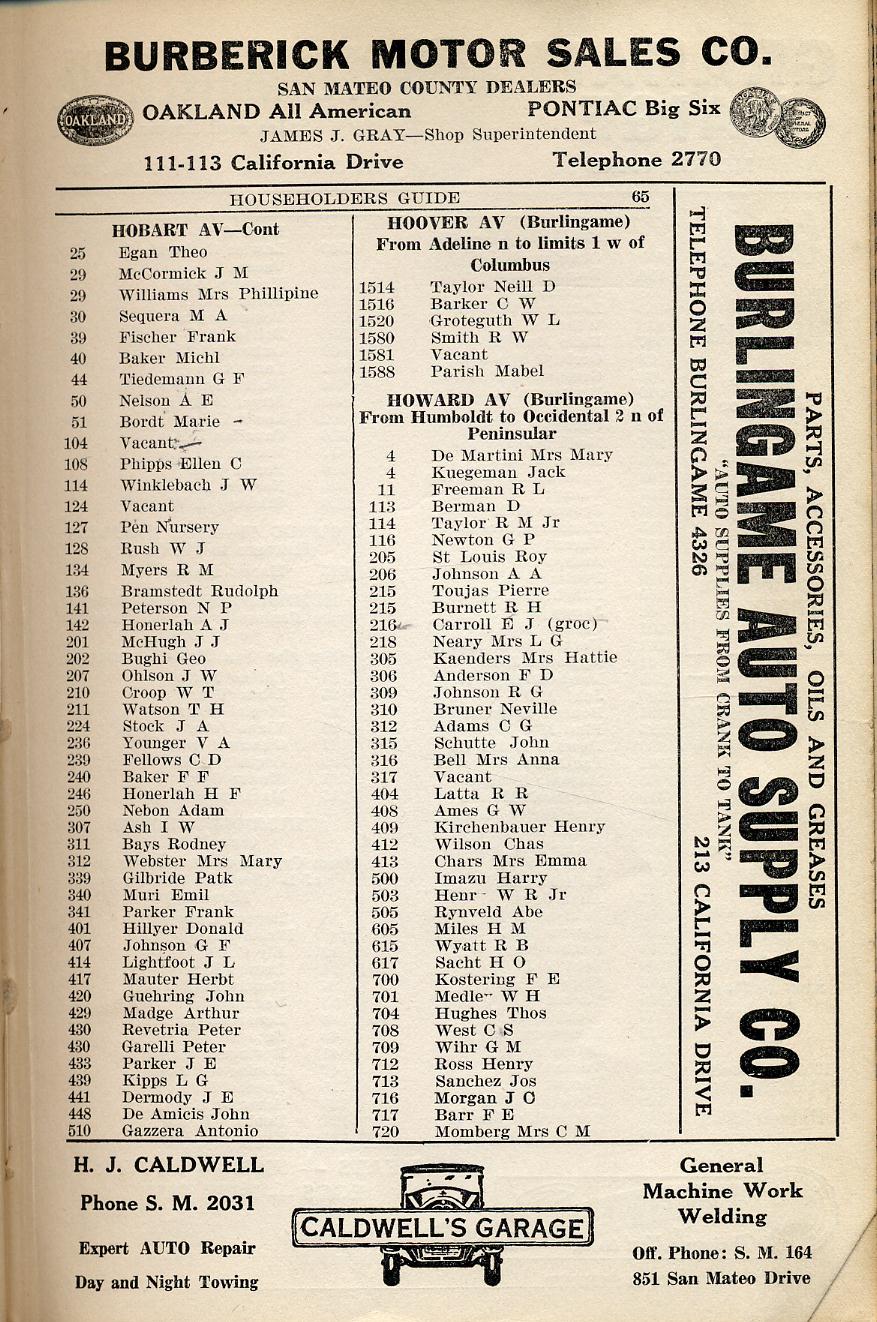 BURBERICK MOTOR SALES CO.
SAN MATEO COUNTY DEALERS
OAKLAND
OAKLAND All American PONTIAC Big Six
JAMES J. GRAY—Shop Superintendent
111-113 California Drive Telephone 2770
HOUSEHOLDERS GUIDE 65
HOBART AV—Cont
25 Egan Theo
29 McCormick J M
29 Williams Mrs Phillipine
30 Sequera M A
39 Fischer Frank
40 Baker Michl
44 Tiedemann G F
50 Nelson A E
51 Bordt Marie
104 Vacant
108 Phipps Ellen C
114 Winklebach J W
124 Vacant
127 Pen Nursery
128 Rush W J
134 Myers R M
136 Bramstedt Rudolph
141 Peterson N P
142 Honerlah A J
201 McHugh J J
202 Bughi Geo
207 Ohlson J W
210 Croop W T
211 Watson T H
224 Stock J A
236 Younger V A
239 Fellows C D
240 Baker F F
246 Honerlah H F
250 Nebon Adam
307 Ash I W
311 Bays Rodney
312 Webster Mrs Mary
339 Gilbride Patk
340 Muri Emil
341 Parker Frank
401 Hillyer Donald
407 Johnson G F
414 Lightfoot J L
417 Mauter Herbt
420 Guehring John
429 Madge Arthur
430 Revetria Peter
430 Garelli Peter
433 Parker J E
439 Kipps L G
441 Dermody J E
448 De Amicis John
510 Gazzera Antonio
HOOVER AV (Burlingame)
From Adeline n to limits 1 w of
Columbus
1514 Taylor Neill D
1516 Barker C W
1520 Groteguth W L
1580 Smith R W
1581 Vacant
1588 Parish Mabel
HOWARD AV (Burlingame)
From Humboldt to Occidental 2 n of
Peninsular
4 De Martini Mrs Mary
4 Kuegeman Jack
11 Freeman R L
113 Berman D
114 Taylor R M Jr
116 Newton G P
205 St Louis Roy
206 Johnson A A
215 Toujas Pierre
215 Burnett R H
216 Carroll E J (groc)
218 Neary Mrs L G
305 Kaenders Mrs Hattie
306 Anderson F D
309 Johnson R G
310 Bruner Neville
312 Adams C G
315 Schutte John
316 Bell Mrs Anna
317 Vacant
404 Latta R R
408 Ames G W
409 Kirchenbauer Henry
412 Wilson Chas
413 Chars Mrs Emma
500 Imazu Harry
503 W R Jr
505 Rynveld Abe
605 Miles H M
615 Wyatt R B
617 Sacht H O
700 Kostering F E
701 W H
704 Hughes Thos
708 West C S
709 Wihr G M
712 Ross Henry
713 Sanchez Jos
716 Morgan J O
717 Barr F E
720 Momberg Mrs C M
PARTS, ACCESSORIES, OILS AND GREASES
BURLINGAME AUTO SUPPLY CO.
"AUTO SUPPLIES FROM CRANK TO TANK"
TELEPHONE BURLINGAME 4326 213 CALIFORNIA DRIVE
H. J. CALDWELL
Phone S. M. 2031
Expert AUTO Repair
Day and Night Towing
CALDWELL'S GARAGE
General
Machine Work
Welding
Off. Phone: S. M. 164
851 San Mateo Drive